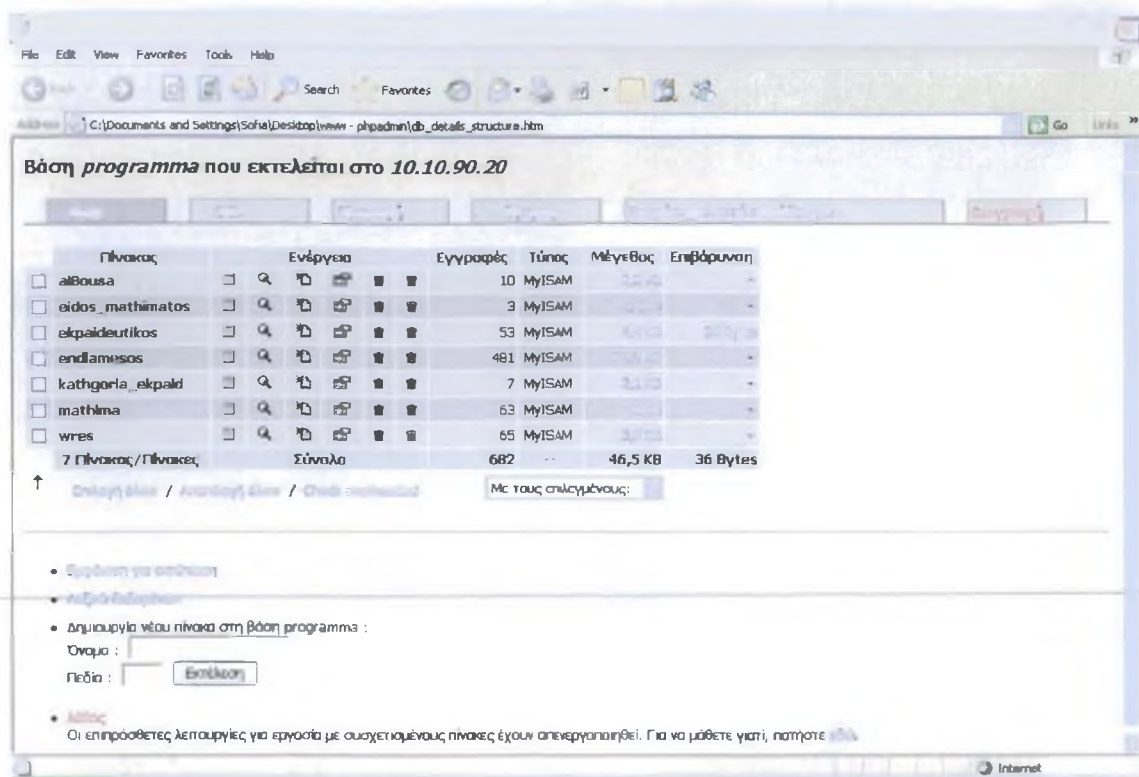 File Edit View Favorites Tools Help
Search Favorites
Address C:\Documents and Settings\Sofia\Desktop\www - phpadmin\db_details_structure.htm Go Links »
Βάση programma που εκτελείται στο 10.10.90.20
Πίνακας Ενέργεια Εγγραφές Τύπος Μέγεθος Επιβάρυνση
aiBousa 10 MyISAM -
eidos_mathimatos 3 MyISAM -
ekpaideutikos 53 MyISAM
endiamesos 481 MyISAM -
kathgoria_ekpaid 7 MyISAM -
mathima 63 MyISAM -
wres 65 MyISAM -
7 Πίνακας/Πίνακες Σύνολο 682 -- 46,5 KB 36 Bytes
/ / Με τους επιλεγμένους:
Δημιουργία νέου πίνακα στη βάση programma :
Όνομα :
Πεδία : Εκτέλεση
Λάθος
Οι επιπρόσθετες λειτουργίες για εργασία με συσχετισμένους πίνακες έχουν απενεργοποιηθεί. Για να μάθετε γιατί, πατήστε εδώ.
Internet